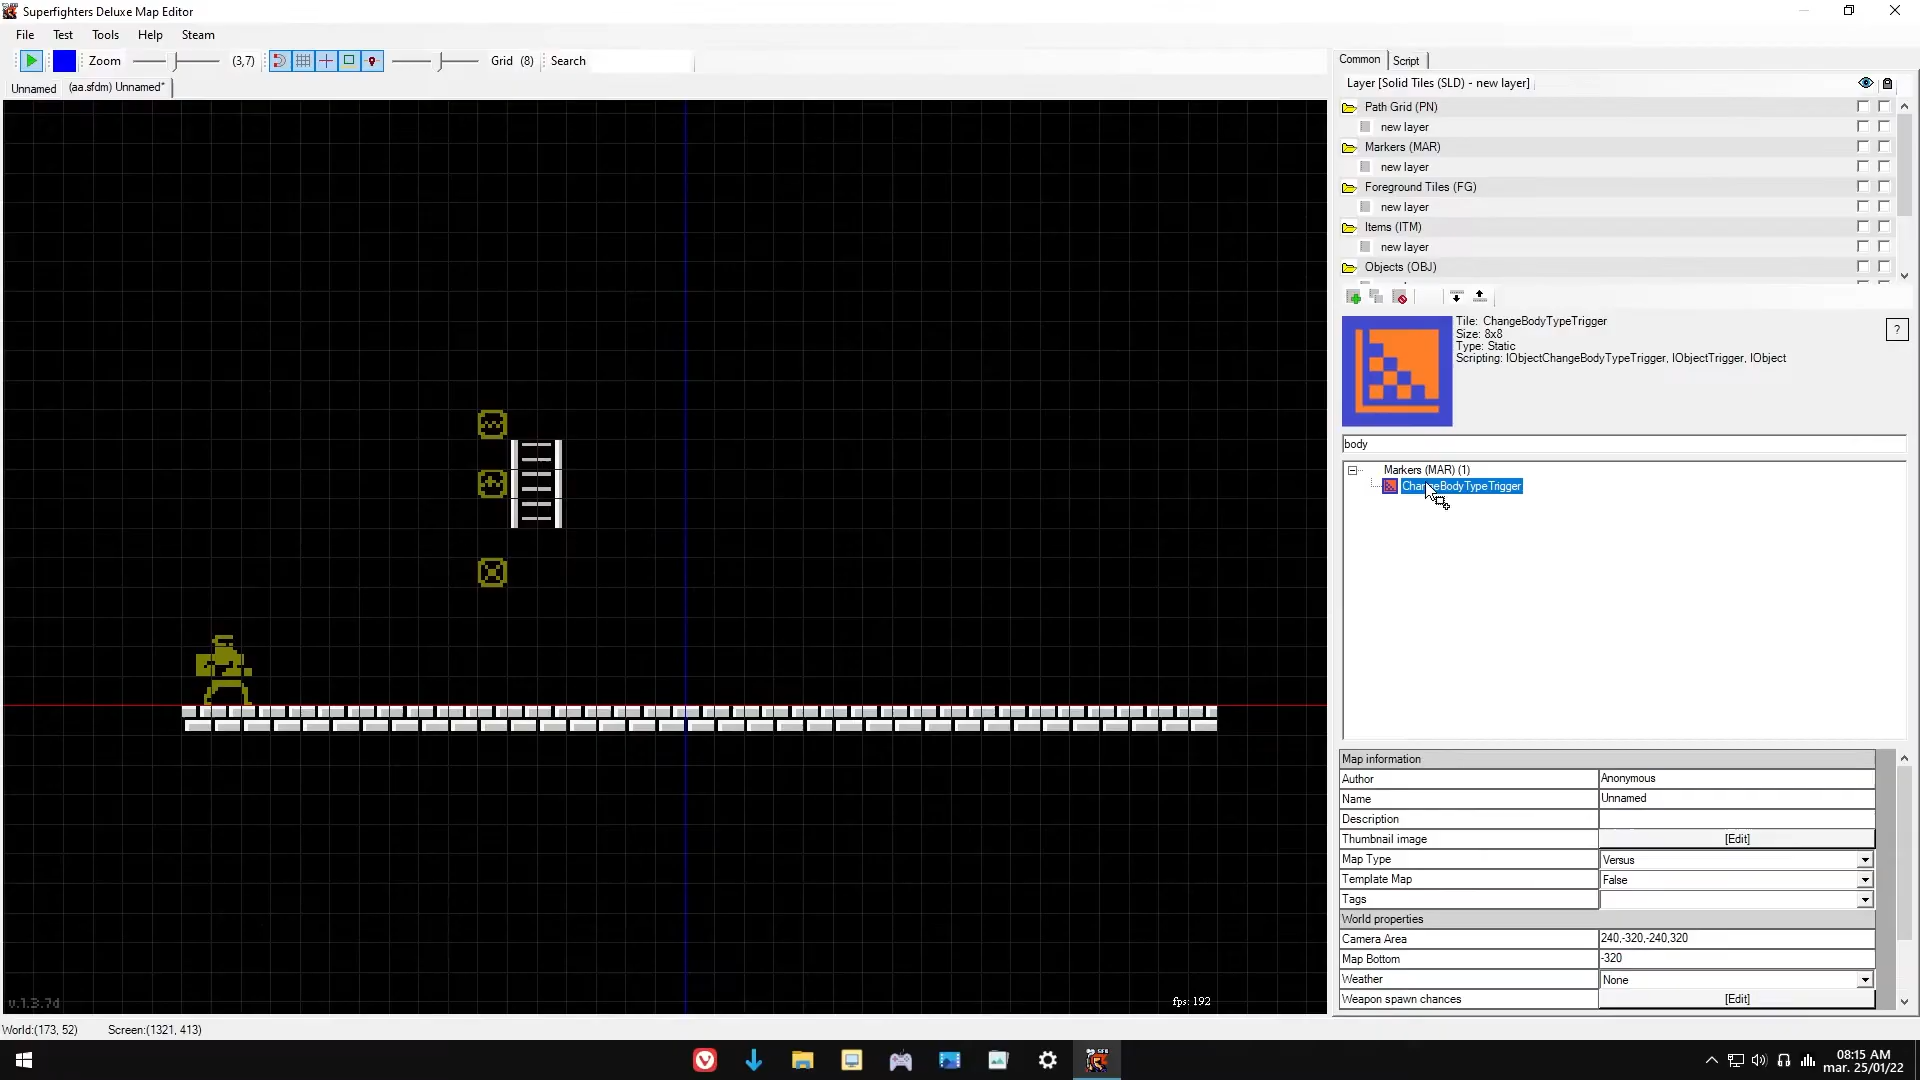 Superfighters Deluxe Map Editor
File Test Tools Help Steam
Zoom (3,7) Grid (8) Search
Unnamed (aa.sfdm) Unnamed*
Common Script
Layer [Solid Tiles (SLD) - new layer]
Path Grid (PN)
new layer
Markers (MAR)
new layer
Foreground Tiles (FG)
new layer
Items (ITM)
new layer
Objects (OBJ)
Tile: ChangeBodyTypeTrigger
Size: 8x8
Type: Static
Scripting: IObjectChangeBodyTypeTrigger, IObjectTrigger, IObject
?
body
Markers (MAR) (1)
ChangeBodyTypeTrigger
Map information
Author Anonymous
Name Unnamed
Description
Thumbnail image [Edit]
Map Type Versus
Template Map False
Tags
World properties
Camera Area 240,-320,-240,320
Map Bottom -320
Weather None
Weapon spawn chances [Edit]
v.1.3.7d
fps: 192
World:(173, 52) Screen:(1321, 413)
08:15 AM
mar. 25/01/22